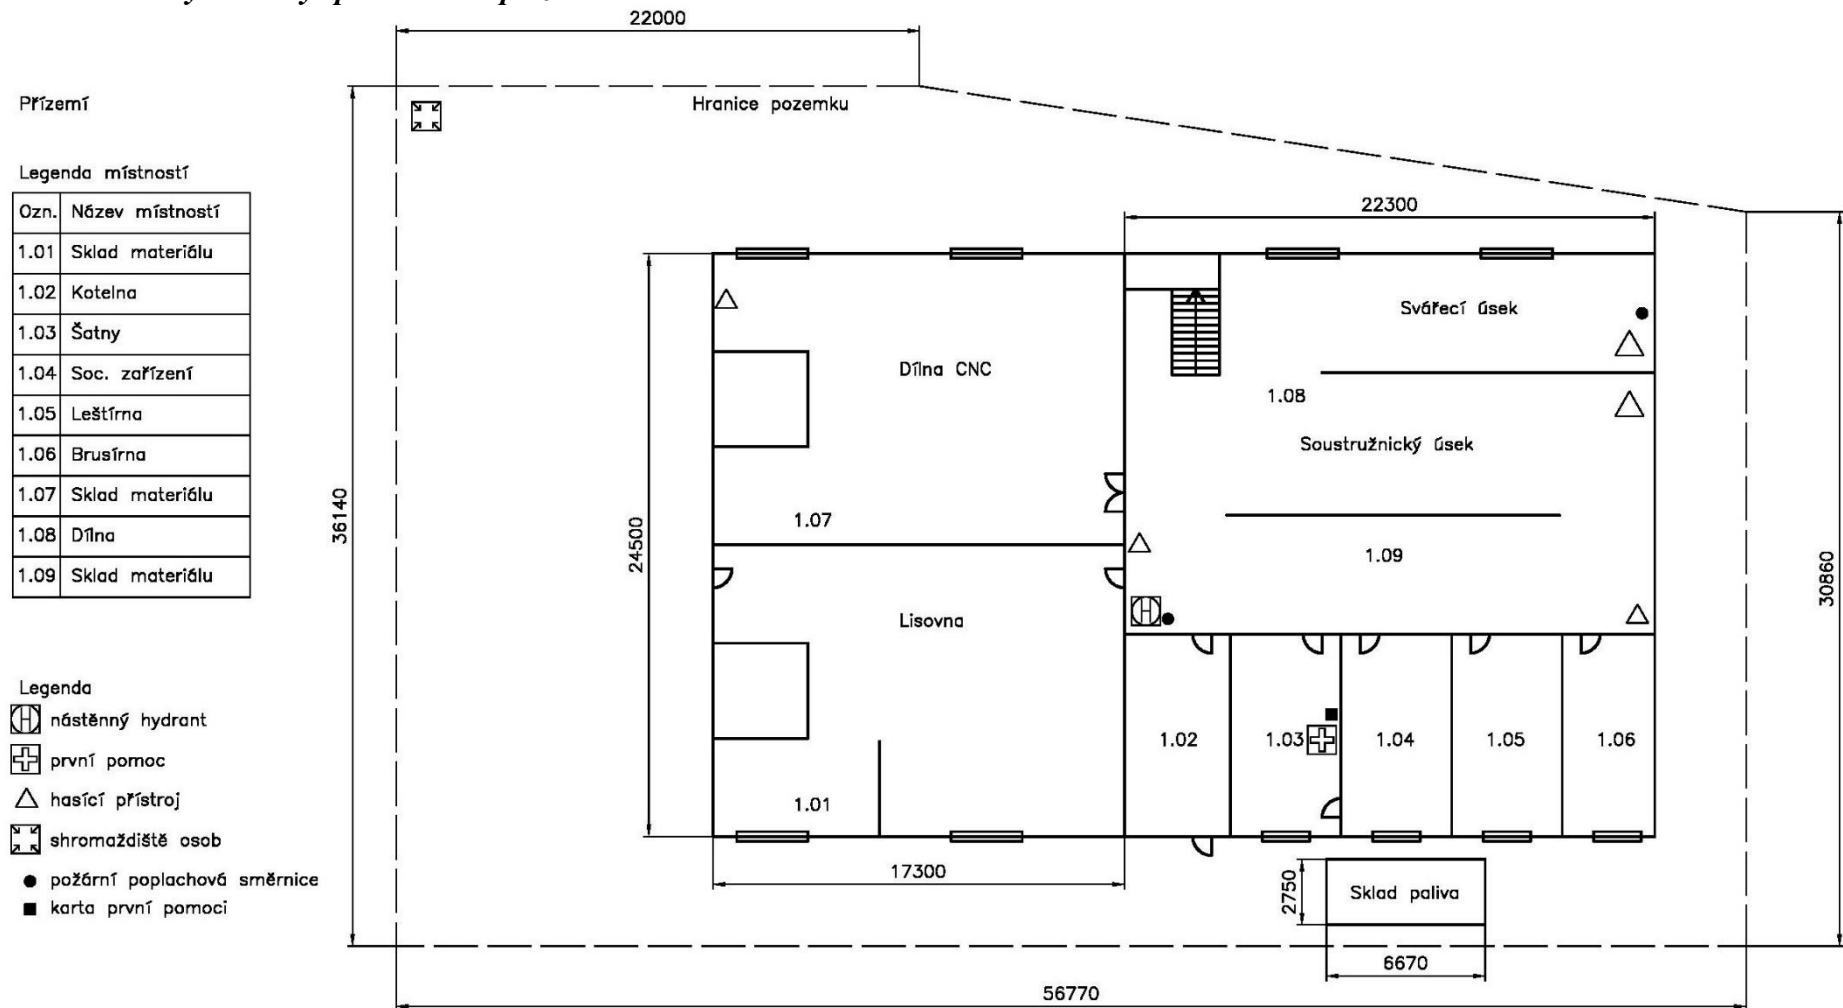 22000
Přízemí
Hranice pozemku
Legenda místností
Ozn. Název místností
1.01 Sklad materiálu
1.02 Kotelna
1.03 Šatny
1.04 Soc. zařízení
1.05 Leštírna
1.06 Brusírna
1.07 Sklad materiálu
1.08 Dílna
1.09 Sklad materiálu
22300
Svářecí úsek
Dílna CNC
1.08
Soustružnický úsek
36140
24500
1.07
1.09
30860
Lisovna
Legenda
H nástěnný hydrant
první pomoc
hasící přístroj
shromaždiště osob
požární poplachová směrnice
karta první pomoci
H
1.02
1.03
1.04
1.05
1.06
1.01
17300
2750
Sklad paliva
6670
56770